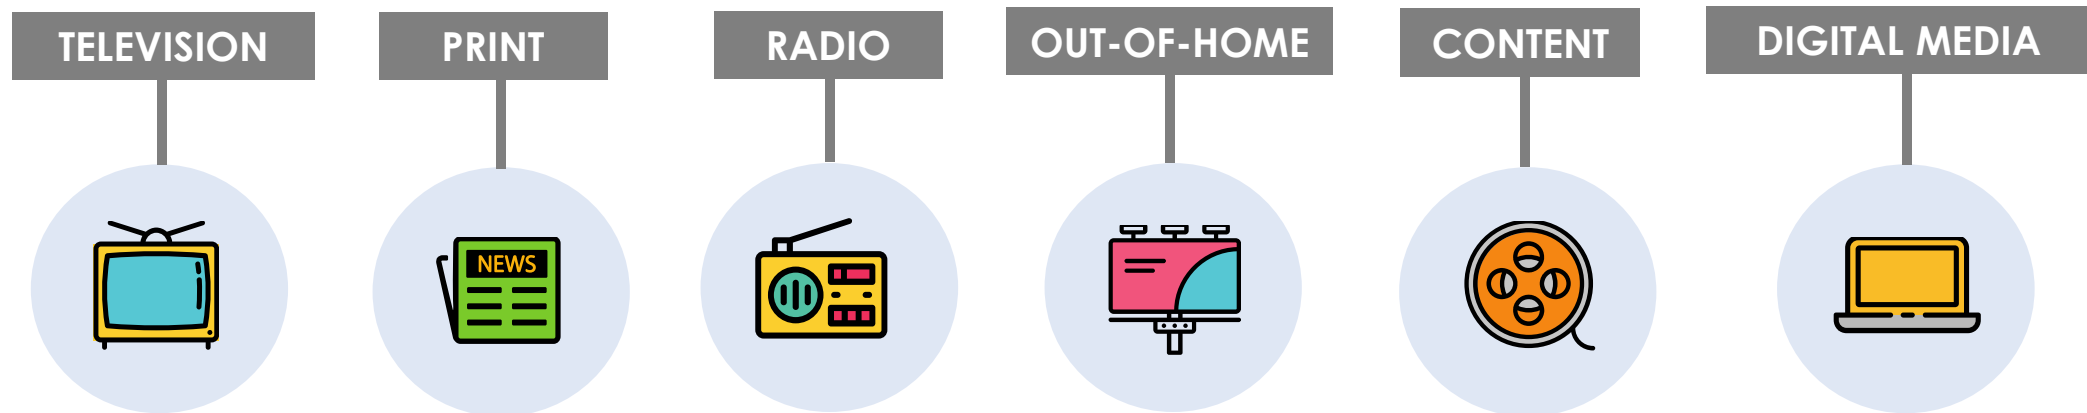 TELEVISION
PRINT
RADIO
OUT-OF-HOME
CONTENT
DIGITAL MEDIA
NEWS